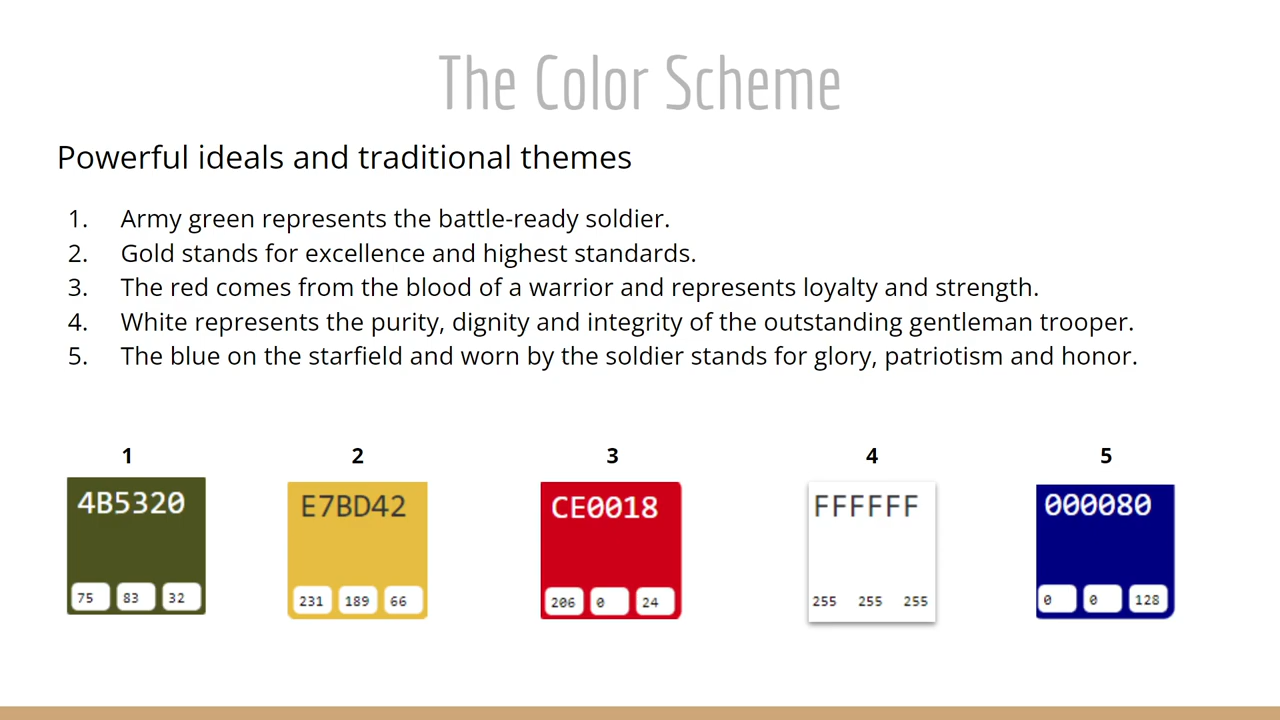 The Color Scheme
Powerful ideals and traditional themes
1. Army green represents the battle-ready soldier.
2. Gold stands for excellence and highest standards.
3. The red comes from the blood of a warrior and represents loyalty and strength.
4. White represents the purity, dignity and integrity of the outstanding gentleman trooper.
5. The blue on the starfield and worn by the soldier stands for glory, patriotism and honor.
1 2 3 4 5
4B5320 E7BD42 CE0018 FFFFFF 000080
75 83 32 231 189 66 206 0 24 255 255 255 0 0 128